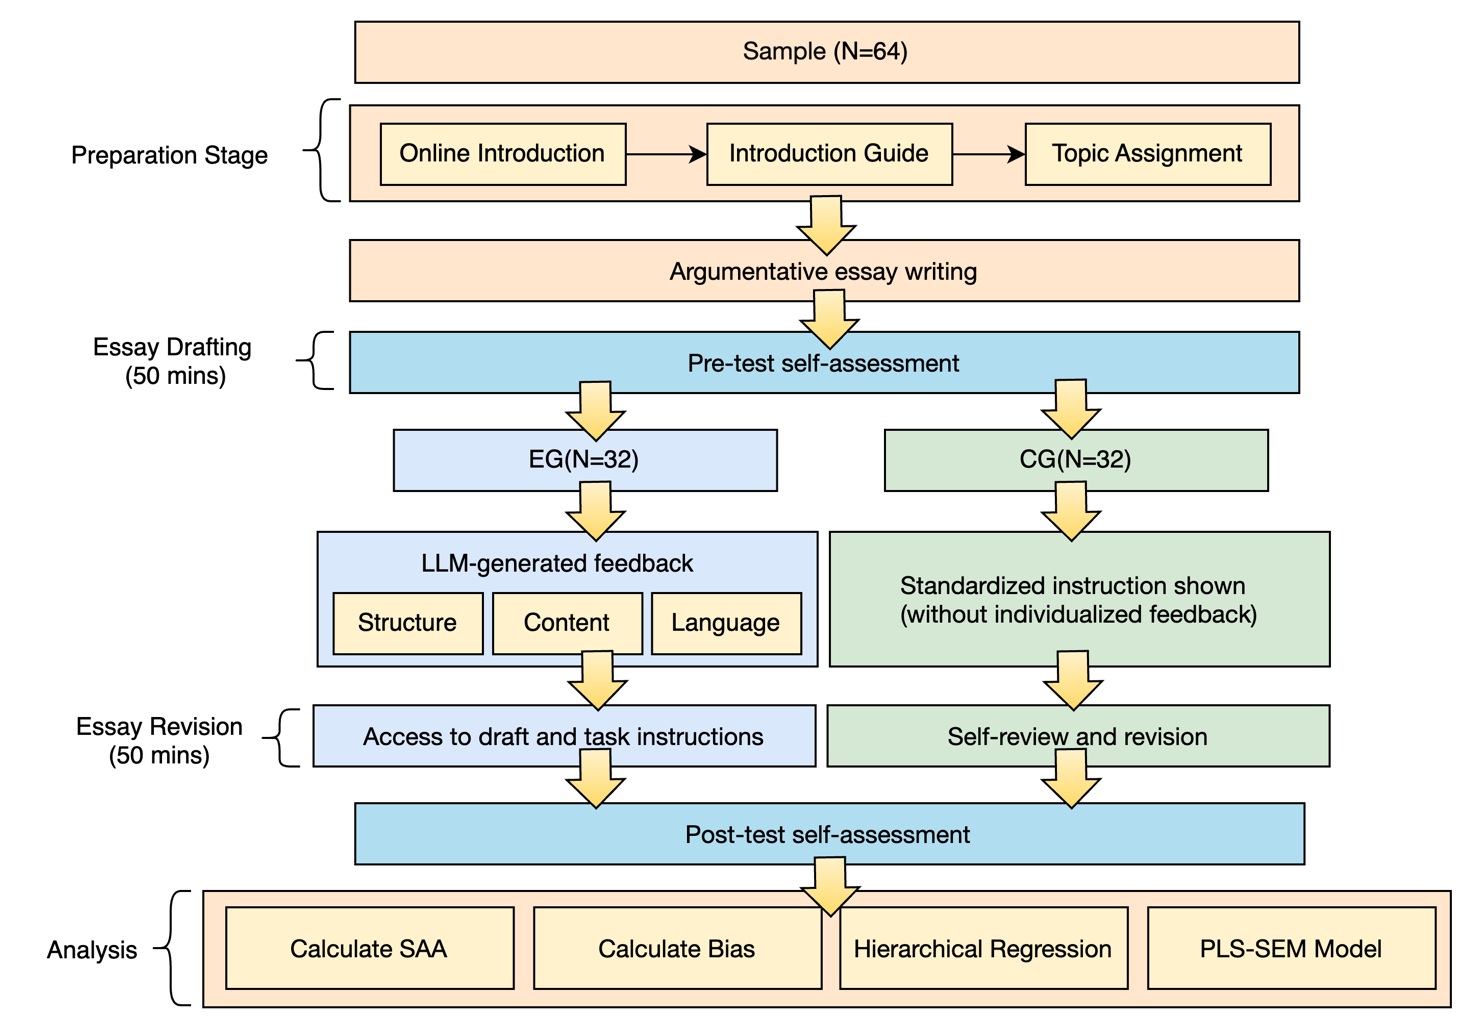 Sample (N=64)
Preparation Stage
Online Introduction
Introduction Guide
Topic Assignment
Argumentative essay writing
Essay Drafting
(50 mins)
Pre-test self-assessment
EG(N=32)
CG(N=32)
LLM-generated feedback
Structure
Content
Language
Standardized instruction shown
(without individualized feedback)
Essay Revision
(50 mins)
Access to draft and task instructions
Self-review and revision
Post-test self-assessment
Analysis
Calculate SAA
Calculate Bias
Hierarchical Regression
PLS-SEM Model